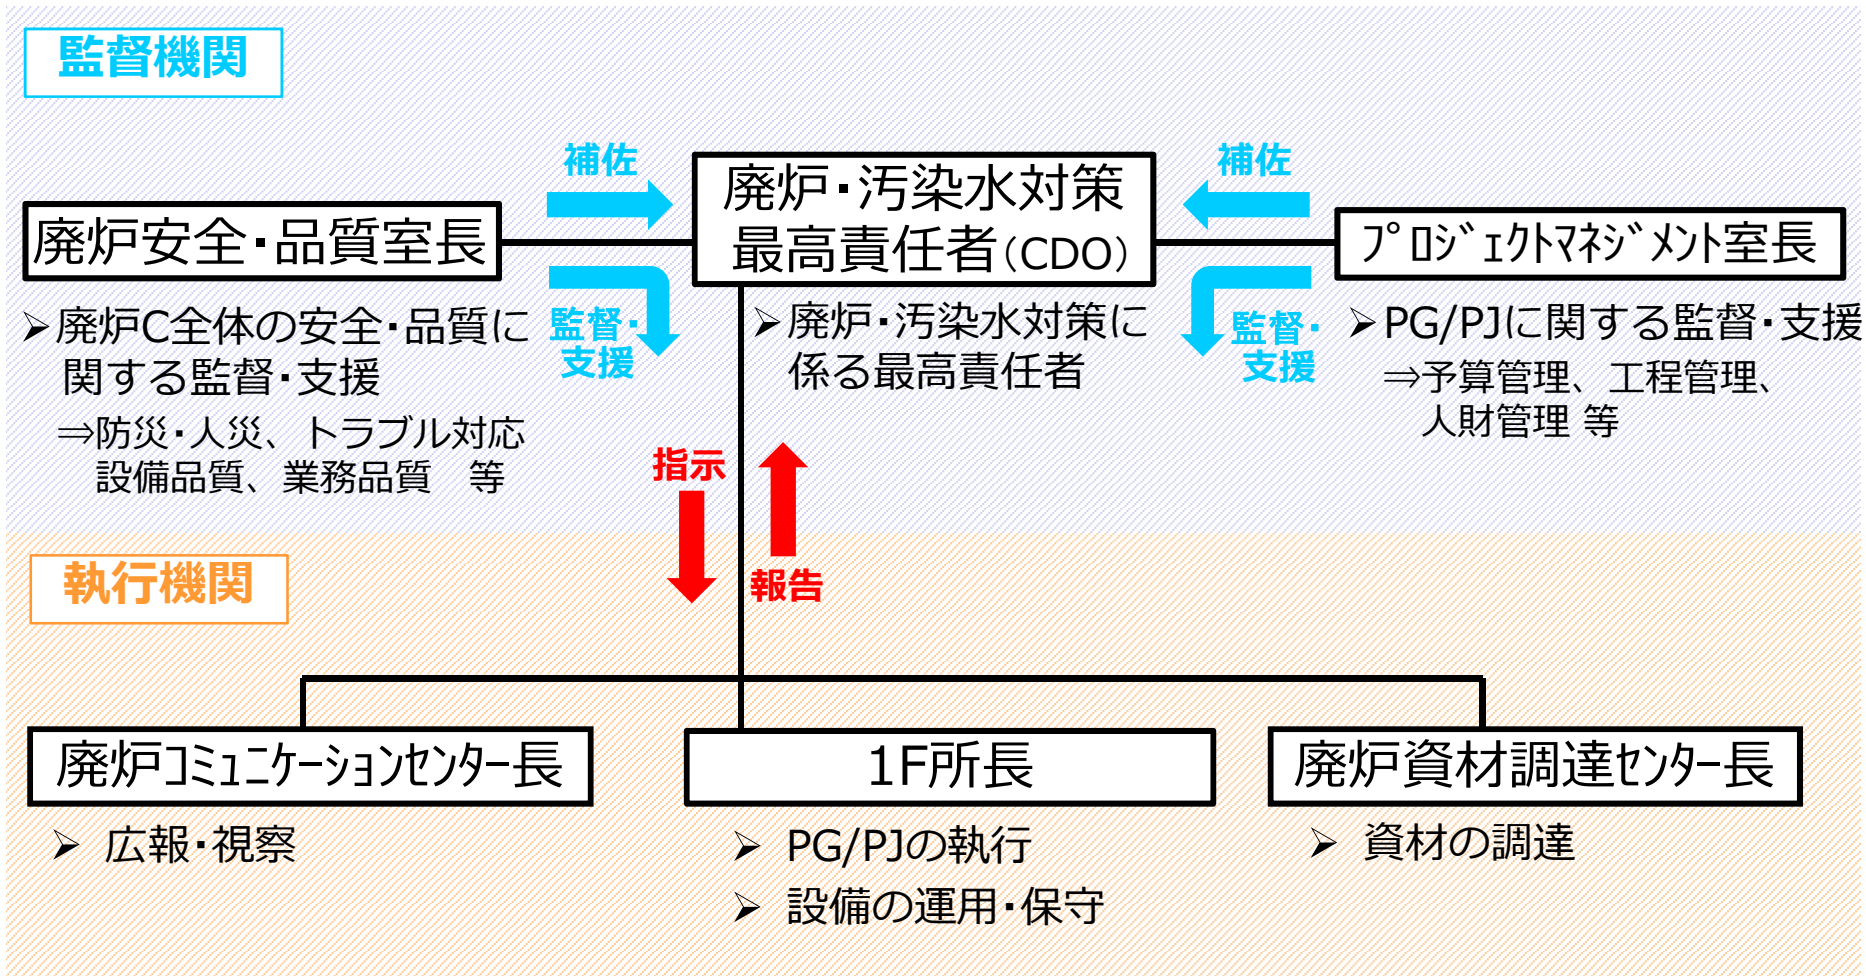 監督機関
補佐
廃炉・汚染水対策
最高責任者（CDO）
補佐
廃炉安全・品質室長
ﾌﾟﾛｼﾞｪｸﾄﾏﾈｼﾞﾒﾝﾄ室長
➢廃炉C全体の安全・品質に
関する監督・支援
⇒防災・人災、トラブル対応
設備品質、業務品質　等
監督・
支援
➢廃炉・汚染水対策に
係る最高責任者
監督・
支援
➢PG/PJに関する監督・支援
⇒予算管理、工程管理、
人財管理 等
指示
報告
執行機関
廃炉ｺﾐｭﾆｹｰｼｮﾝｾﾝﾀｰ長
➢ 広報・視察
1F所長
➢ PG/PJの執行
➢ 設備の運用・保守
廃炉資材調達ｾﾝﾀｰ長
➢ 資材の調達